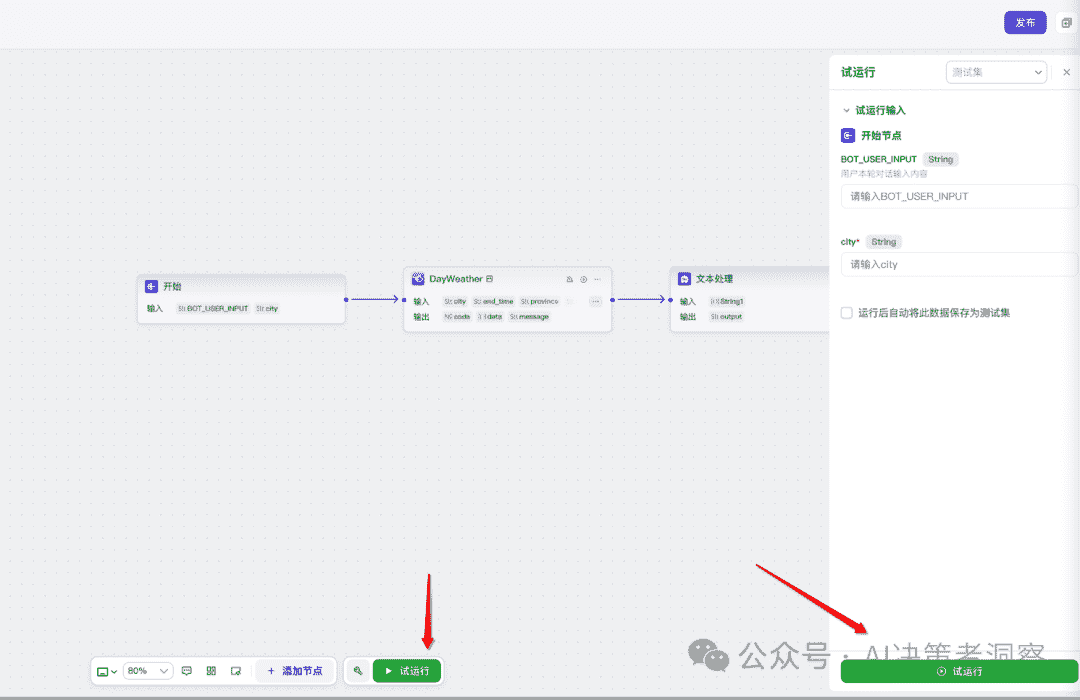 发布
试运行
测试集
试运行输入
开始节点
BOT_USER_INPUT String
用户本轮对话输入内容
请输入BOT_USER_INPUT
city* String
请输入city
运行后自动将此数据保存为测试集
开始
输入 Str. BOT_USER_INPUT Str. city
DayWeather
输入 Str. city Str. end_time Str. province
输出 code data Str. message
文本处理
输入 String1
输出 Str. output
80%
添加节点
试运行
公众号 · AI决策者洞察
试运行